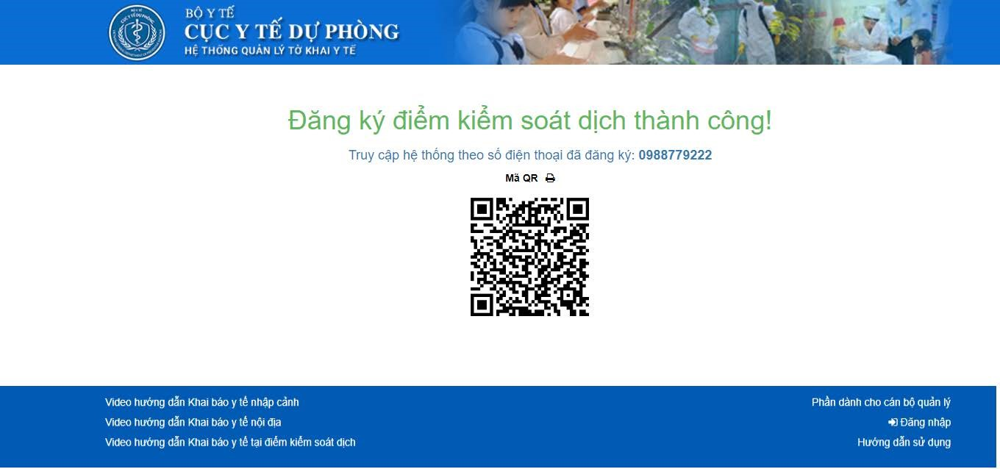 BỘ Y TẾ
CỤC Y TẾ DỰ PHÒNG
HỆ THỐNG QUẢN LÝ TỜ KHAI Y TẾ
Đăng ký điểm kiểm soát dịch thành công!
Truy cập hệ thống theo số điện thoại đã đăng ký: 0988779222
Mã QR
Video hướng dẫn Khai báo y tế nhập cảnh
Video hướng dẫn Khai báo y tế nội địa
Video hướng dẫn Khai báo y tế tại điểm kiểm soát dịch
Phần dành cho cán bộ quản lý
Đăng nhập
Hướng dẫn sử dụng